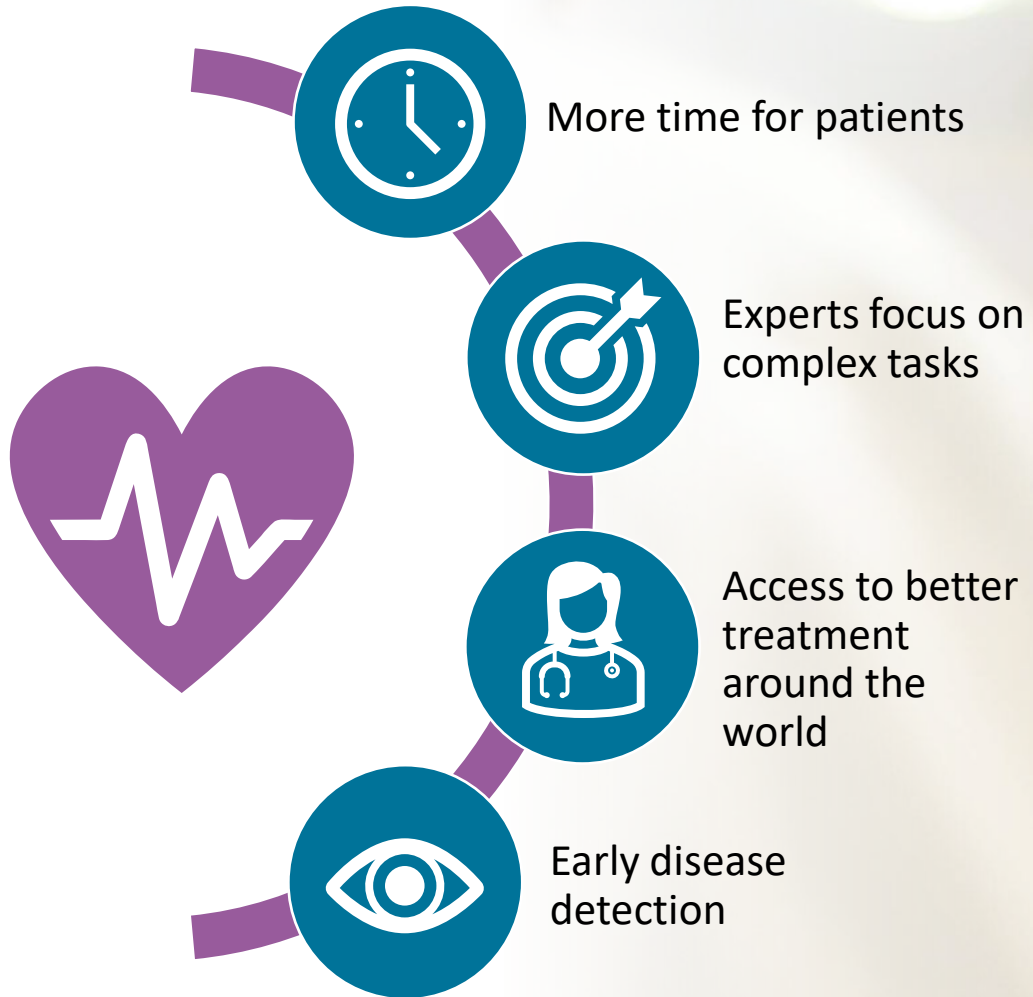 More time for patients
Experts focus on
complex tasks
Access to better
treatment
around the
world
Early disease
detection